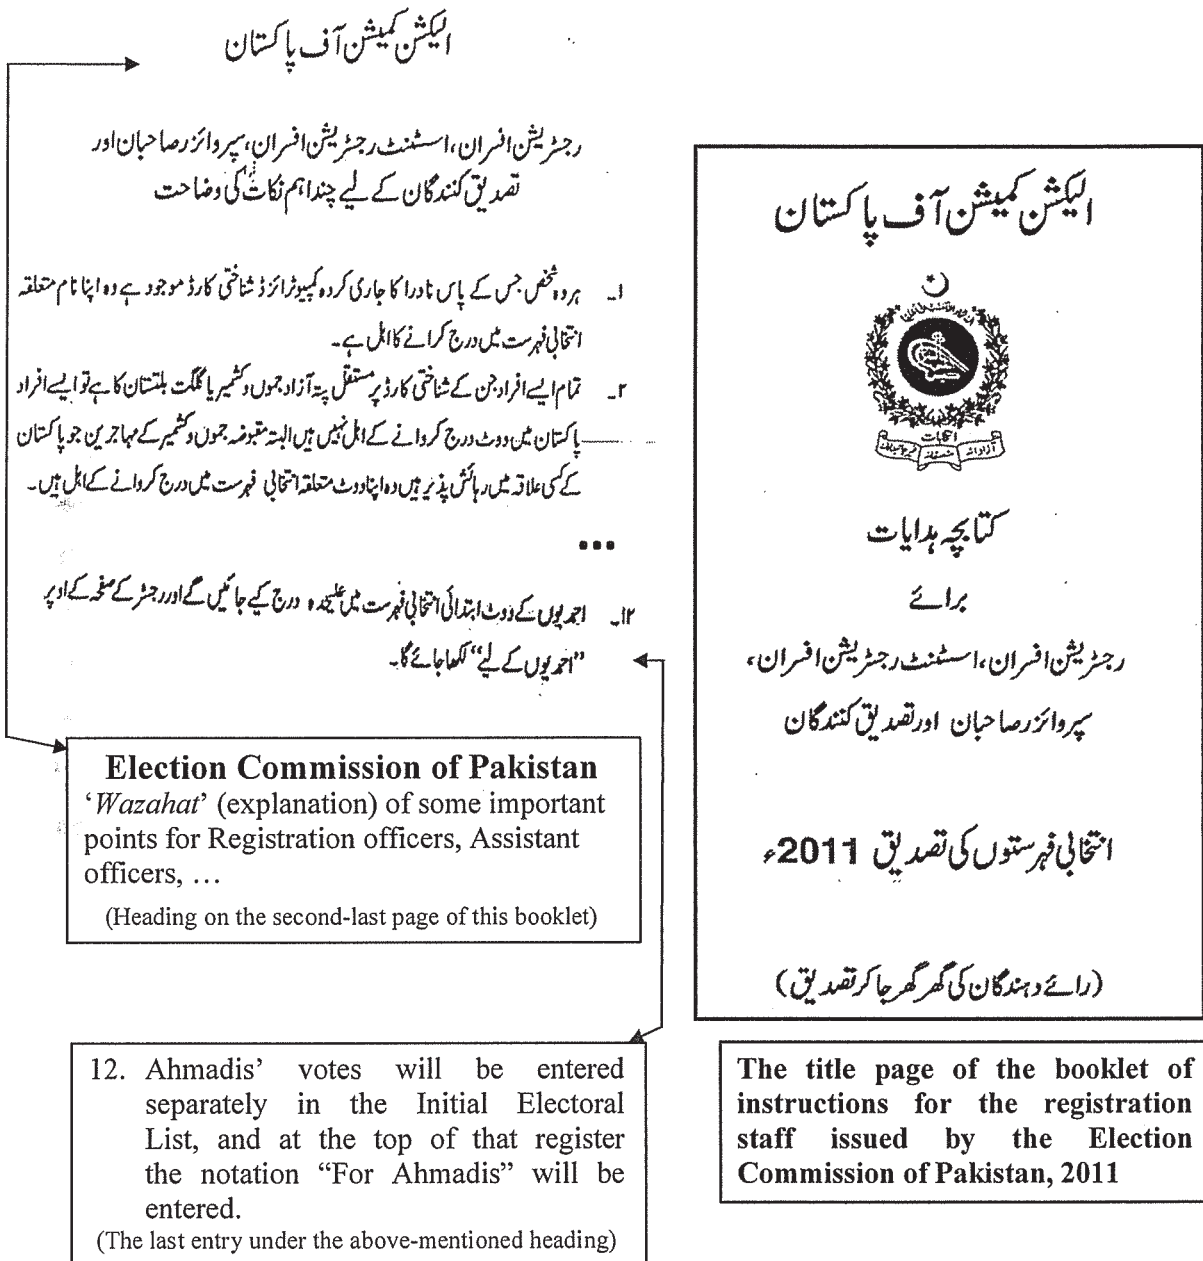 الیکشن کمیشن آف پاکستان
رجسٹریشن افسران، اسسٹنٹ رجسٹریشن افسران، سپروائزر صاحبان اور
تصدیق کنندگان کے لیے چند اہم نکات کی وضاحت
۱۔ ہر وہ شخص جس کے پاس نادرا کا جاری کردہ کمپیوٹرائزڈ شناختی کارڈ موجود ہے وہ اپنا نام متعلقہ
انتخابی فہرست میں درج کرانے کا اہل ہے۔
۲۔ تمام ایسے افراد جن کے شناختی کارڈ پر مستقل پتہ آزاد جموں و کشمیر یا گلگت بلتستان کا ہے تو ایسے افراد
پاکستان میں ووٹ درج کروانے کے اہل نہیں ہیں البتہ مقبوضہ جموں و کشمیر کے مہاجرین جو پاکستان
کے کسی علاقہ میں رہائش پذیر ہیں وہ اپنا ووٹ متعلقہ انتخابی فہرست میں درج کروانے کے اہل ہیں۔
...
۱۲۔ احمدیوں کے ووٹ ابتدائی انتخابی فہرست میں علیحدہ درج کیے جائیں گے اور رجسٹر کے صفحہ کے اوپر
"احمدیوں کے لیے" لکھا جائے گا۔
Election Commission of Pakistan
‘Wazahat’ (explanation) of some important
points for Registration officers, Assistant
officers, …
(Heading on the second-last page of this booklet)
12. Ahmadis’ votes will be entered
separately in the Initial Electoral
List, and at the top of that register
the notation “For Ahmadis” will be
entered.
(The last entry under the above-mentioned heading)
الیکشن کمیشن آف پاکستان
انتخابات
آزادانہ منصفانہ غیرجانبدارانہ
کتابچہ ہدایات
برائے
رجسٹریشن افسران، اسسٹنٹ رجسٹریشن افسران،
سپروائزر صاحبان اور تصدیق کنندگان
انتخابی فہرستوں کی تصدیق 2011ء
(رائے دہندگان کی گھر گھر جا کر تصدیق)
The title page of the booklet of
instructions for the registration
staff issued by the Election
Commission of Pakistan, 2011